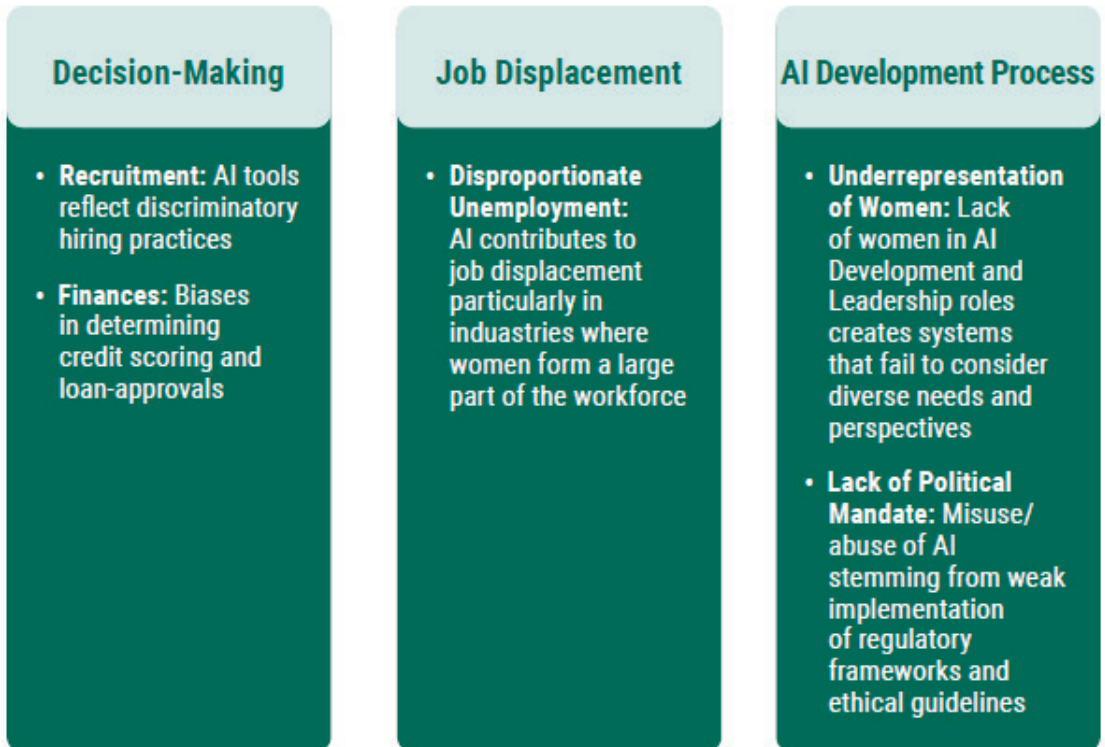 Decision-Making
• Recruitment: AI tools
reflect discriminatory
hiring practices
• Finances: Biases
in determining
credit scoring and
loan-approvals
Job Displacement
• Disproportionate
Unemployment:
AI contributes to
job displacement
particularly in
induastries where
women form a large
part of the workforce
AI Development Process
• Underrepresentation
of Women: Lack
of women in AI
Development and
Leadership roles
creates systems
that fail to consider
diverse needs and
perspectives
• Lack of Political
Mandate: Misuse/
abuse of AI
stemming from weak
implementation
of regulatory
frameworks and
ethical guidelines